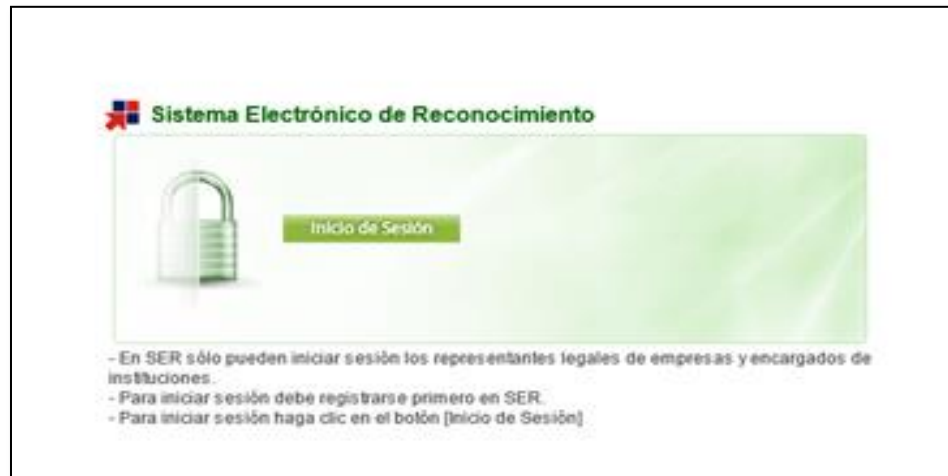 Sistema Electrónico de Reconocimiento
Inicio de Sesión
- En SER sólo pueden iniciar sesión los representantes legales de empresas y encargados de
instituciones.
- Para iniciar sesión debe registrarse primero en SER.
- Para iniciar sesión haga clic en el botón [Inicio de Sesión]